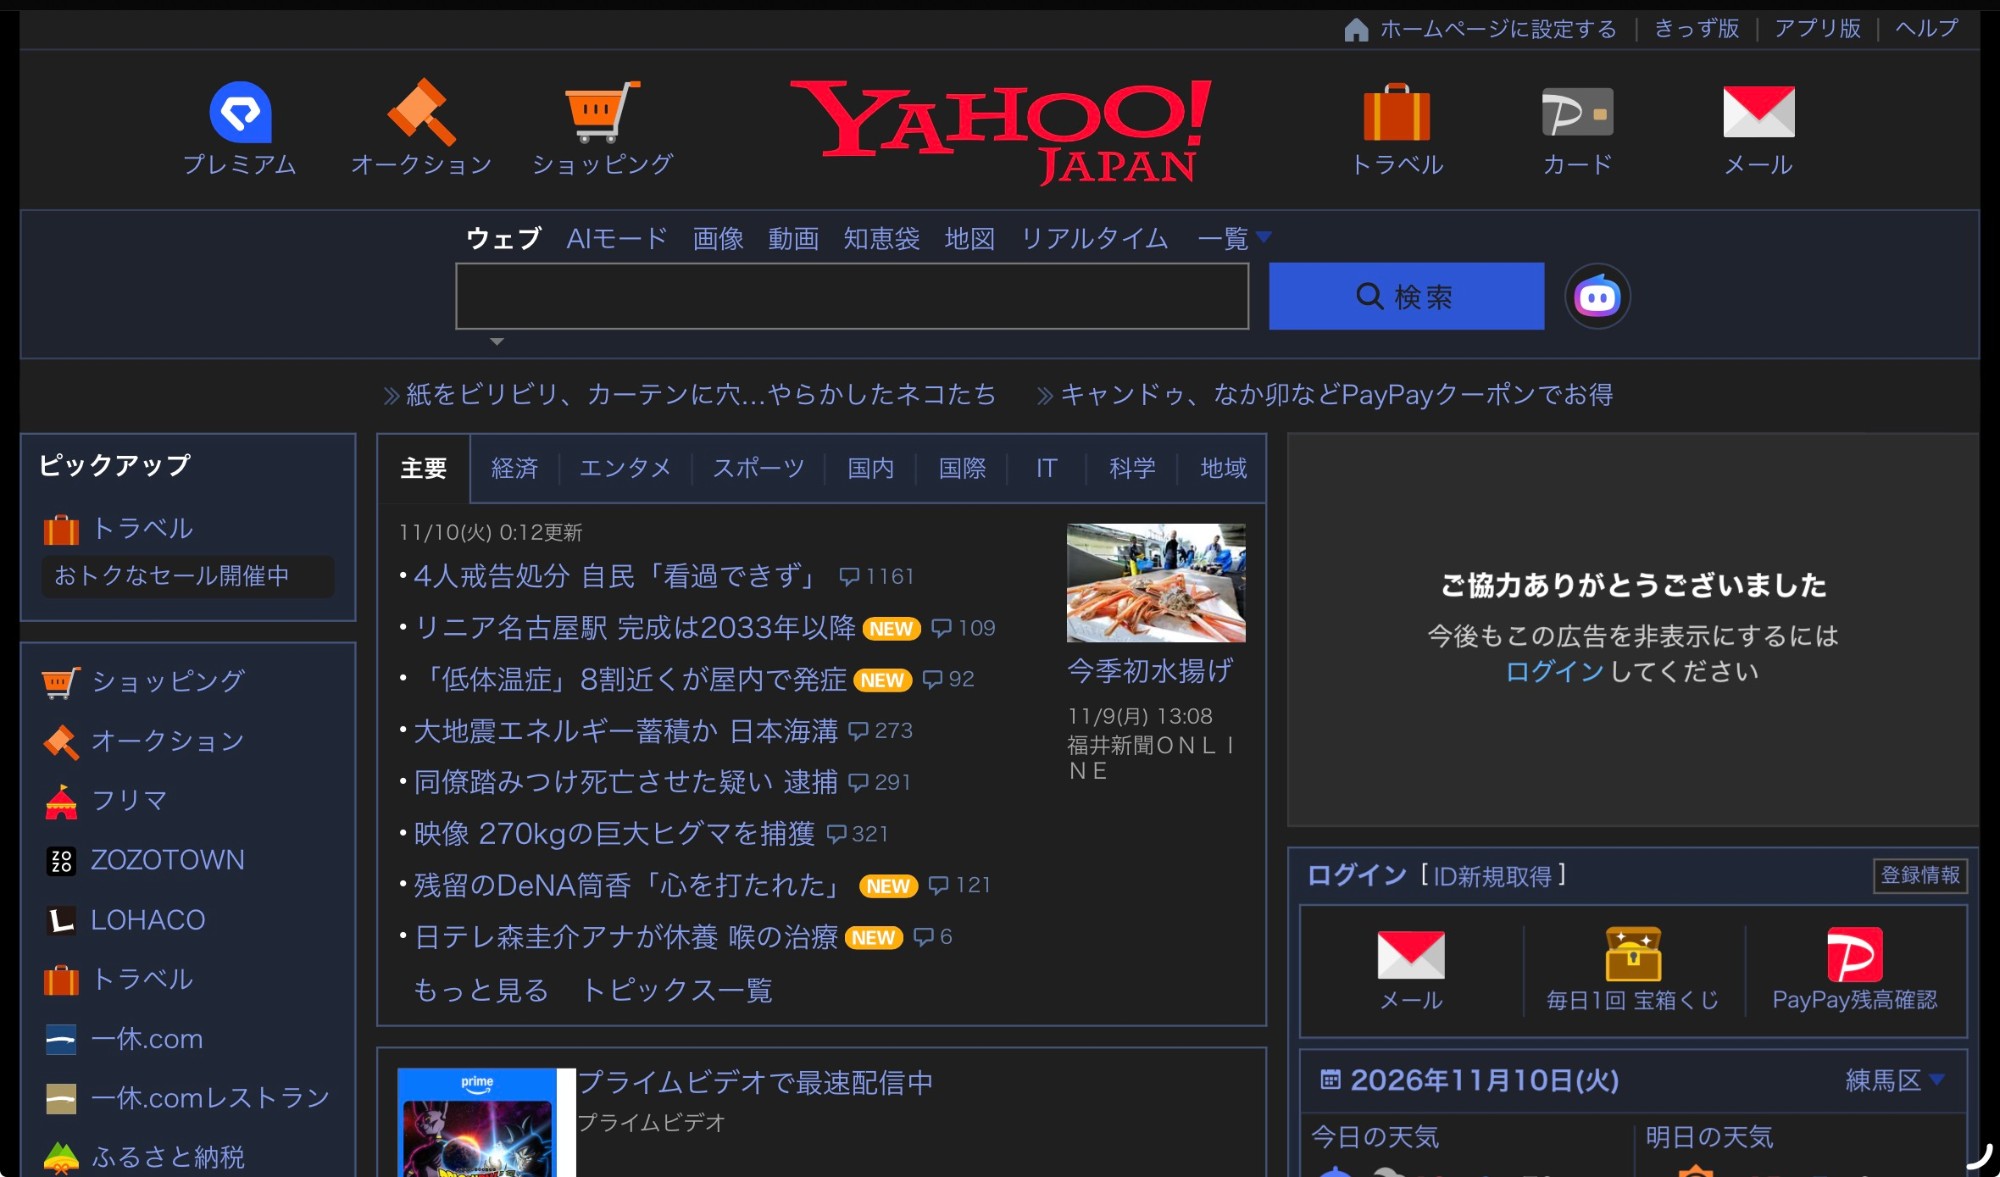 ホームページに設定する
きっず版
アプリ版
ヘルプ
プレミアム
オークション
ショッピング
YAHOO!
JAPAN
トラベル
カード
メール
ウェブ
AIモード
画像
動画
知恵袋
地図
リアルタイム
一覧
検索
紙をビリビリ、カーテンに穴…やらかしたネコたち
キャンドゥ、なか卯などPayPayクーポンでお得
ピックアップ
トラベル
おトクなセール開催中
ショッピング
オークション
フリマ
ZOZOTOWN
LOHACO
トラベル
一休.com
一休.comレストラン
ふるさと納税
主要
経済
エンタメ
スポーツ
国内
国際
IT
科学
地域
11/10(火) 0:12更新
4人戒告処分 自民「看過できず」 1161
リニア名古屋駅 完成は2033年以降 NEW 109
「低体温症」8割近くが屋内で発症 NEW 92
大地震エネルギー蓄積か 日本海溝 273
同僚踏みつけ死亡させた疑い 逮捕 291
映像 270kgの巨大ヒグマを捕獲 321
残留のDeNA筒香「心を打たれた」 NEW 121
日テレ森圭介アナが休養 喉の治療 NEW 6
もっと見る
トピックス一覧
今季初水揚げ
11/9(月) 13:08
福井新聞ＯＮＬＩ
ＮＥ
prime
プライムビデオで最速配信中
プライムビデオ
ご協力ありがとうございました
今後もこの広告を非表示にするには
ログインしてください
ログイン [ ID新規取得 ]
登録情報
メール
毎日1回 宝箱くじ
PayPay残高確認
2026年11月10日(火)
練馬区
今日の天気
明日の天気